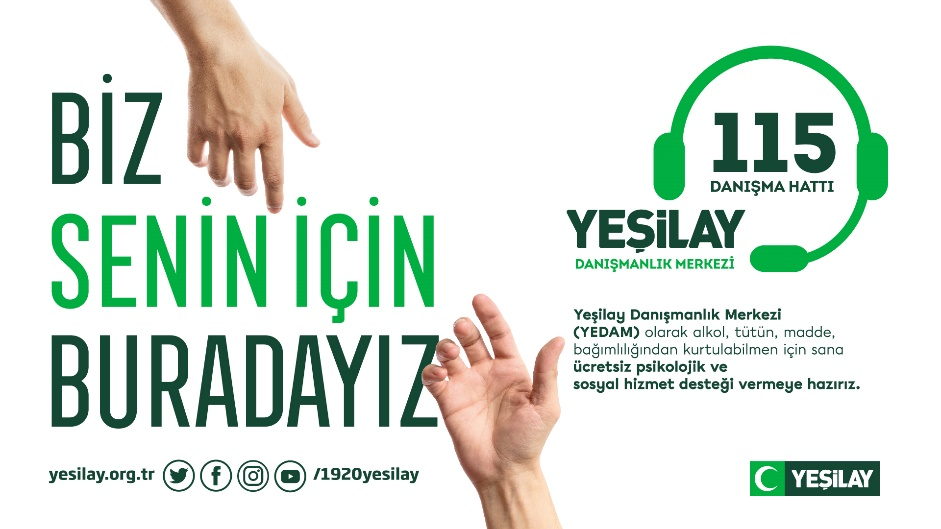 BİZ
SENİN İÇİN
BURADAYIZ
yesilay.org.tr /1920yesilay
115
DANIŞMA HATTI
YEŞİLAY
DANIŞMANLIK MERKEZİ
Yeşilay Danışmanlık Merkezi
(YEDAM) olarak alkol, tütün, madde,
bağımlılığından kurtulabilmen için sana
ücretsiz psikolojik ve
sosyal hizmet desteği vermeye hazırız.
YEŞİLAY